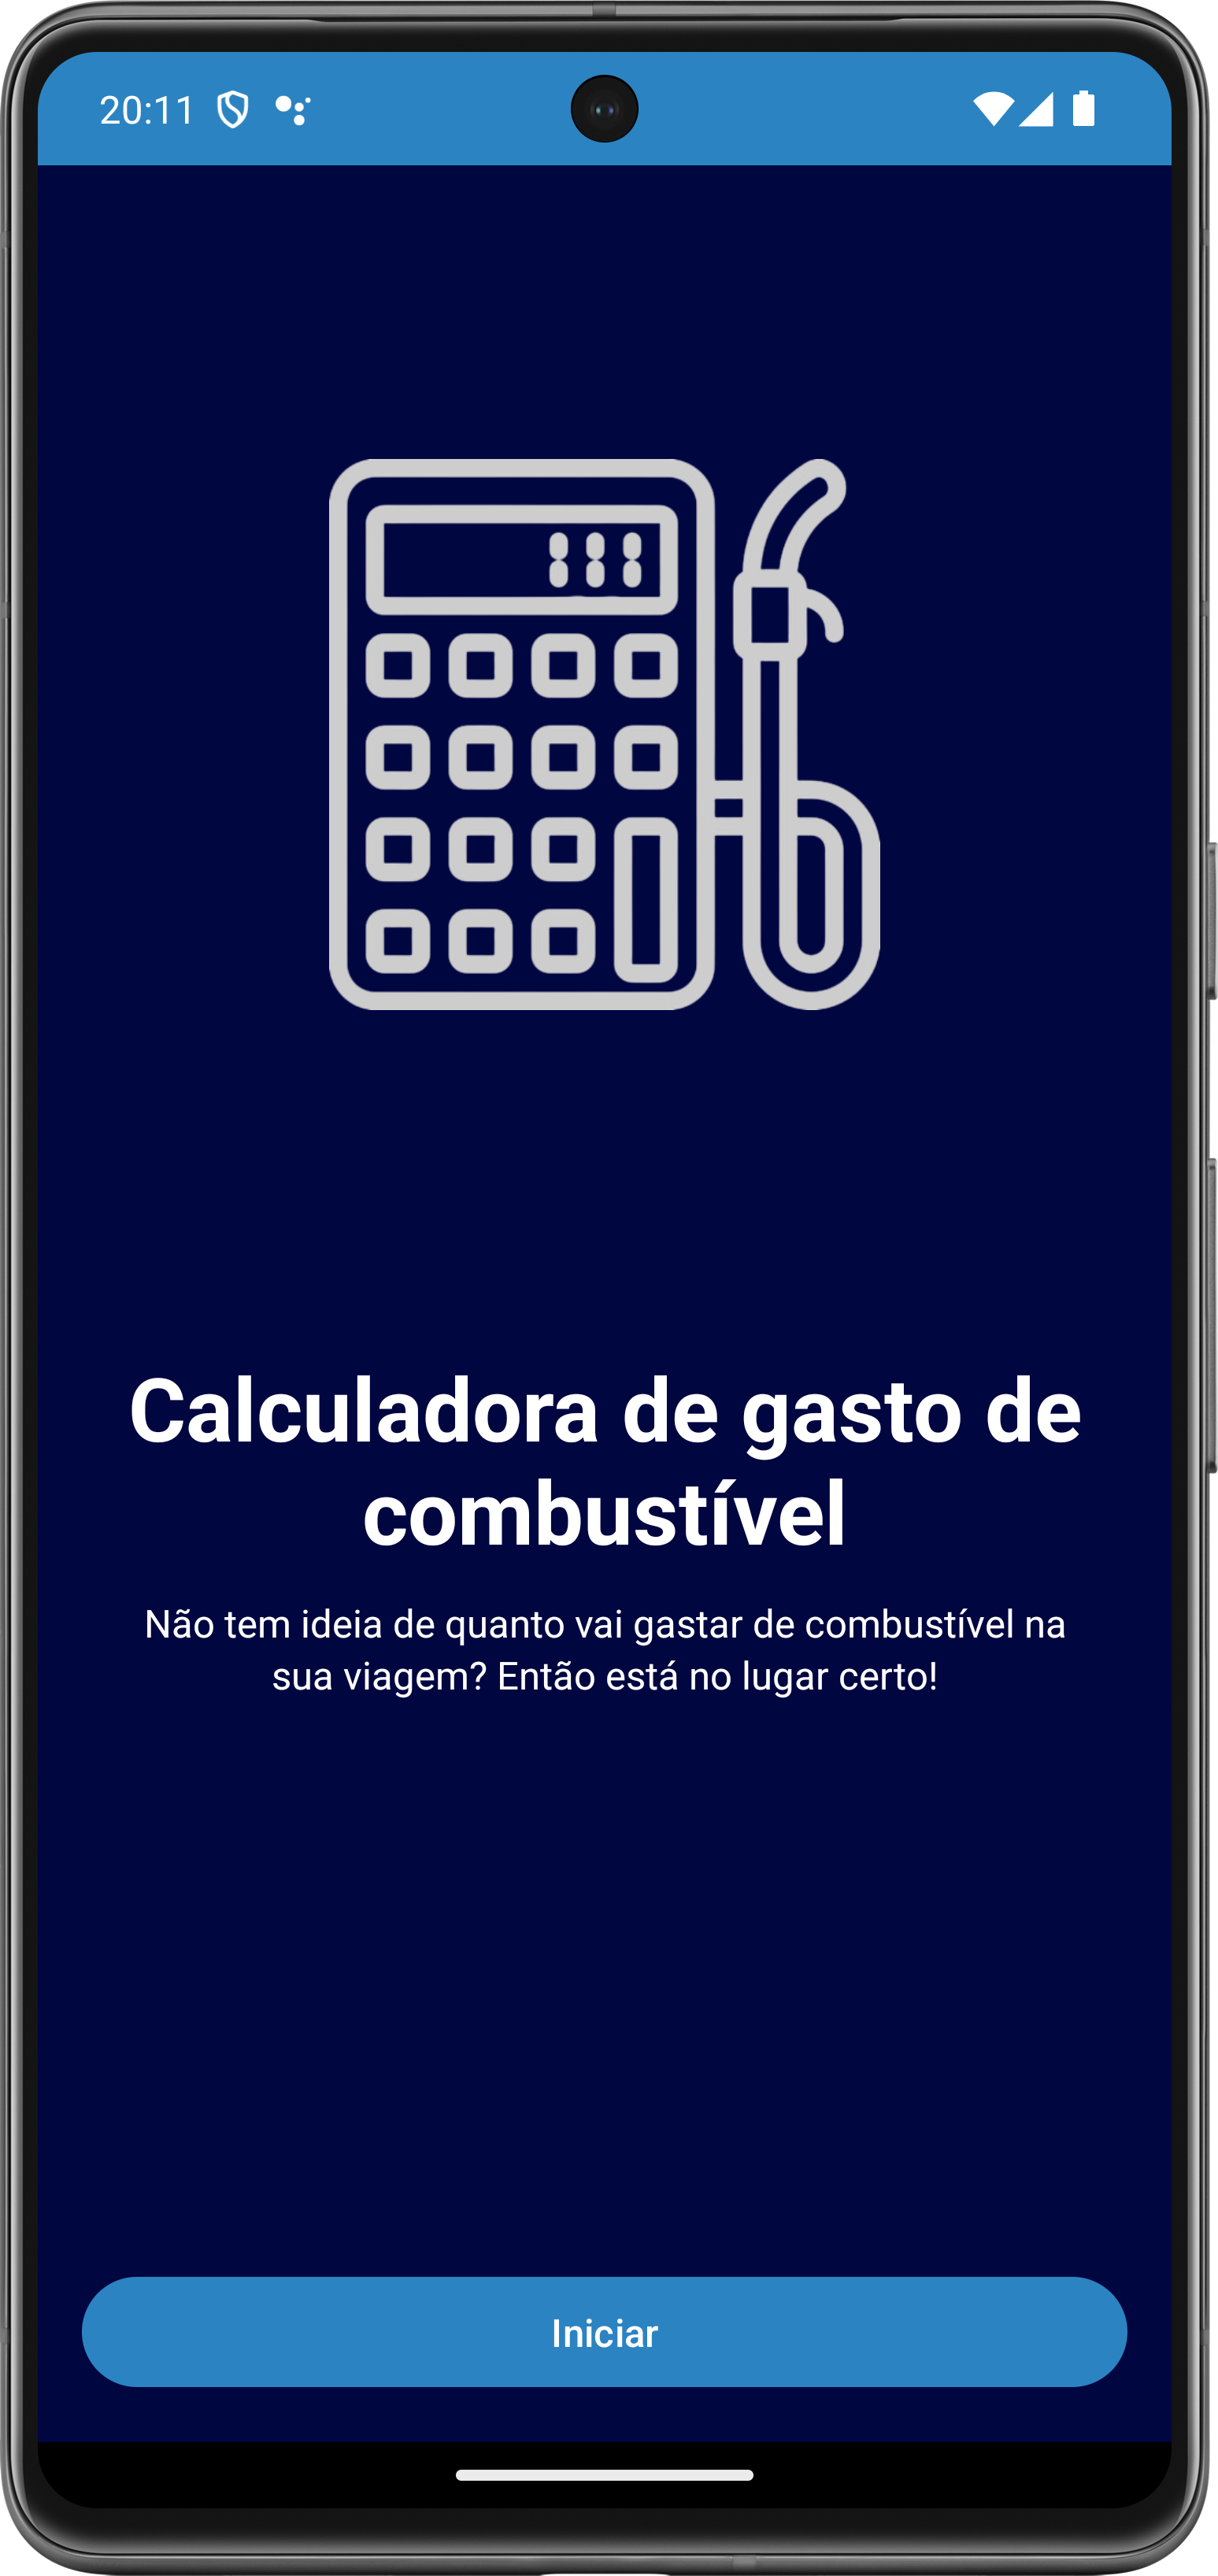 20:11
Calculadora de gasto de
combustível
Não tem ideia de quanto vai gastar de combustível na
sua viagem? Então está no lugar certo!
Iniciar